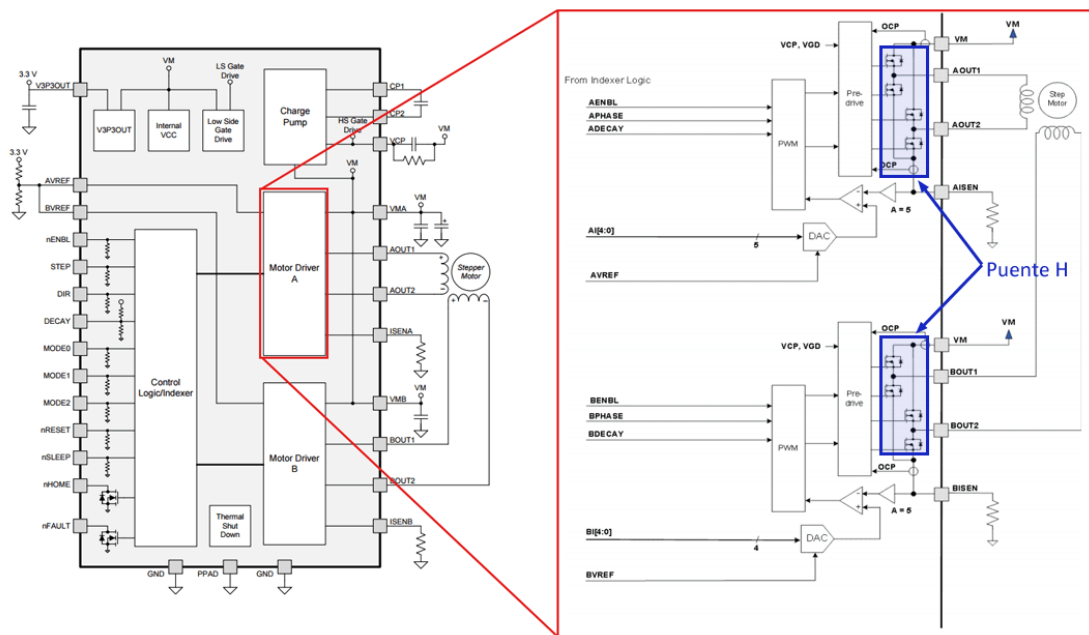 3.3 V
V3P3OUT
VM
LS Gate
Drive
V3P3OUT
Internal
VCC
Low Side
Gate
Drive
Charge
Pump
HS Gate
Drive
CP1
CP2
VCP
VM
VM
3.3 V
AVREF
BVREF
nENBL
STEP
DIR
DECAY
MODE0
MODE1
MODE2
nRESET
nSLEEP
nHOME
nFAULT
Control
Logic/Indexer
Motor Driver
A
Motor Driver
B
Thermal
Shut
Down
VMA
VM
AOUT1
AOUT2
Stepper
Motor
+
−
+
−
ISENA
VMB
VM
BOUT1
BOUT2
ISENB
GND
PPAD
GND
From Indexer Logic
AENBL
APHASE
ADECAY
PWM
VCP, VGD
Pre-
drive
OCP
OCP
VM
VM
AOUT1
AOUT2
Step
Motor
AISEN
A = 5
-
+
AI[4:0]
5
DAC
AVREF
Puente H
BENBL
BPHASE
BDECAY
PWM
VCP, VGD
Pre-
drive
OCP
OCP
VM
VM
BOUT1
BOUT2
BISEN
A = 5
-
+
BI[4:0]
4
DAC
BVREF